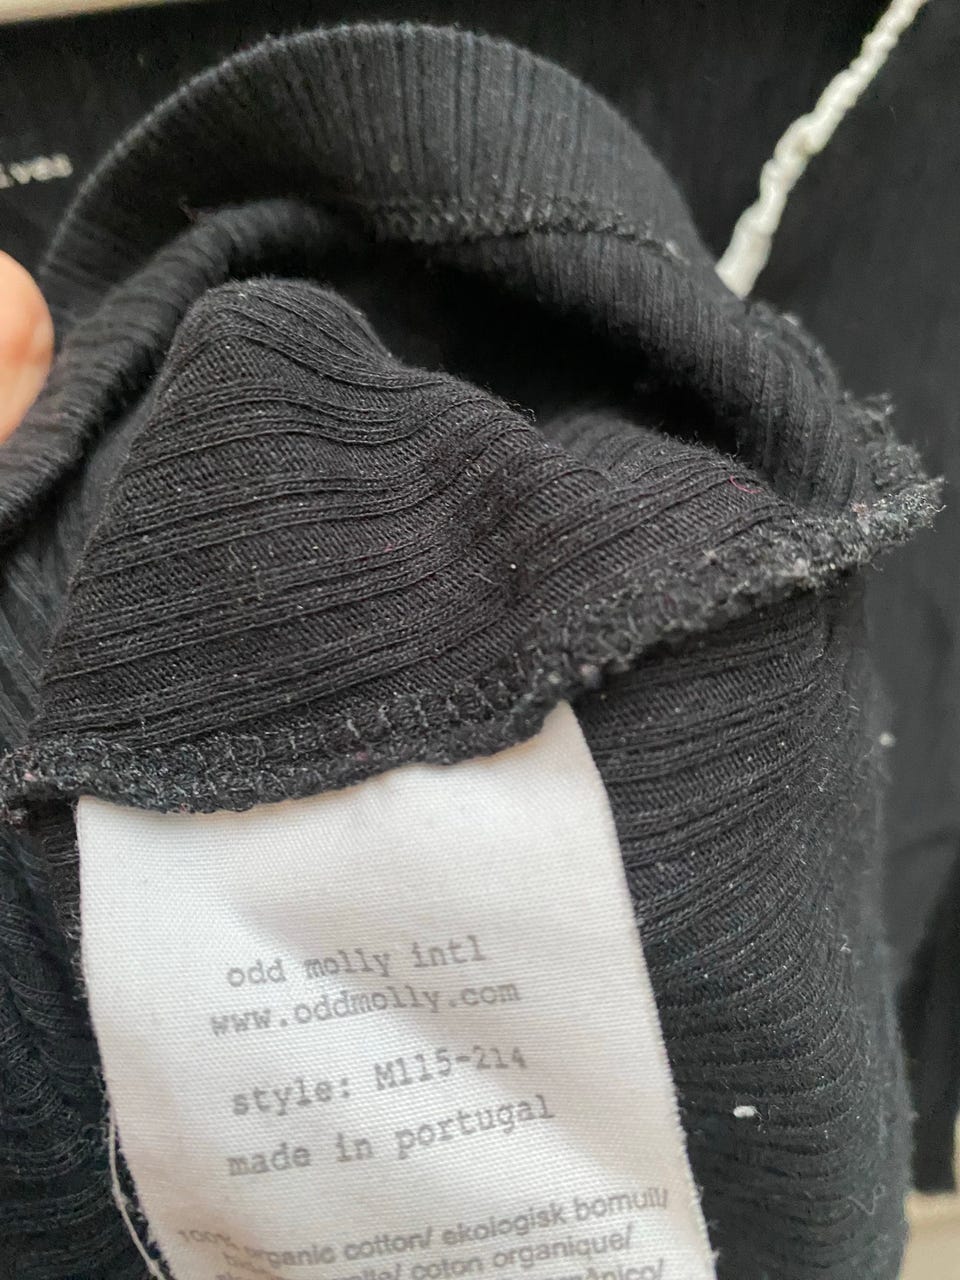 odd molly intl
www.oddmolly.com
style: M115-214
made in portugal
100% organic cotton/ ekologisk bomull/
coton organique/